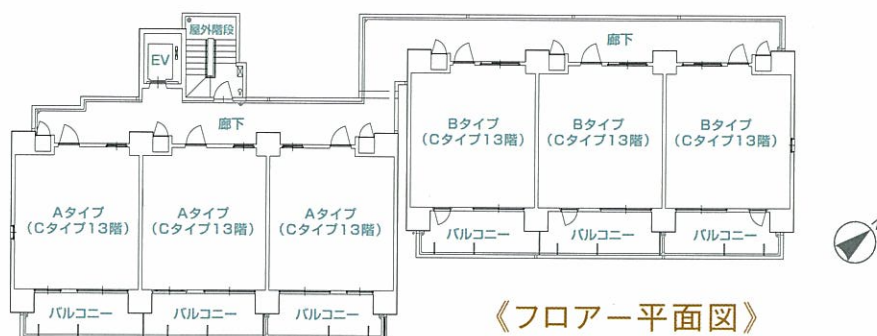 屋外階段
EV
廊下
廊下
Bタイプ
(Cタイプ13階)
Bタイプ
(Cタイプ13階)
Bタイプ
(Cタイプ13階)
Aタイプ
(Cタイプ13階)
Aタイプ
(Cタイプ13階)
Aタイプ
(Cタイプ13階)
バルコニー
バルコニー
バルコニー
バルコニー
バルコニー
バルコニー
《フロアー平面図》